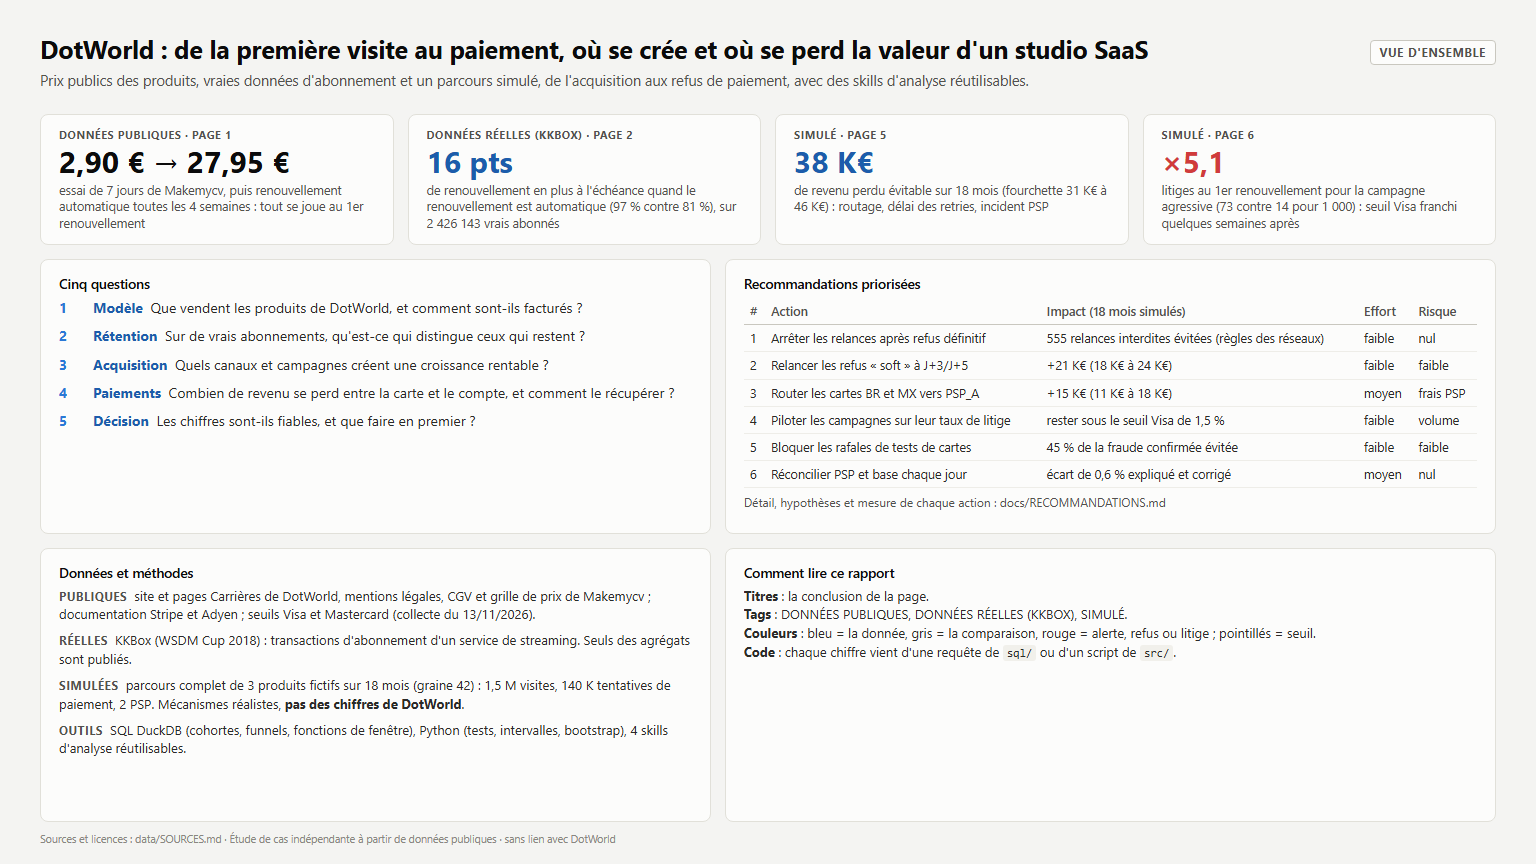 DotWorld : de la première visite au paiement, où se crée et où se perd la valeur d'un studio SaaS
VUE D'ENSEMBLE
Prix publics des produits, vraies données d'abonnement et un parcours simulé, de l'acquisition aux refus de paiement, avec des skills d'analyse réutilisables.
DONNÉES PUBLIQUES · PAGE 1
2,90 € → 27,95 €
essai de 7 jours de Makemycv, puis renouvellement
automatique toutes les 4 semaines : tout se joue au 1er
renouvellement
DONNÉES RÉELLES (KKBOX) · PAGE 2
16 pts
de renouvellement en plus à l'échéance quand le
renouvellement est automatique (97 % contre 81 %), sur
2 426 143 vrais abonnés
SIMULÉ · PAGE 5
38 K€
de revenu perdu évitable sur 18 mois (fourchette 31 K€ à
46 K€) : routage, délai des retries, incident PSP
SIMULÉ · PAGE 6
×5,1
litiges au 1er renouvellement pour la campagne
agressive (73 contre 14 pour 1 000) : seuil Visa franchi
quelques semaines après
Cinq questions
1 Modèle Que vendent les produits de DotWorld, et comment sont-ils facturés ?
2 Rétention Sur de vrais abonnements, qu'est-ce qui distingue ceux qui restent ?
3 Acquisition Quels canaux et campagnes créent une croissance rentable ?
4 Paiements Combien de revenu se perd entre la carte et le compte, et comment le récupérer ?
5 Décision Les chiffres sont-ils fiables, et que faire en premier ?
Recommandations priorisées
# Action Impact (18 mois simulés) Effort Risque
1 Arrêter les relances après refus définitif 555 relances interdites évitées (règles des réseaux) faible nul
2 Relancer les refus « soft » à J+3/J+5 +21 K€ (18 K€ à 24 K€) faible faible
3 Router les cartes BR et MX vers PSP_A +15 K€ (11 K€ à 18 K€) moyen frais PSP
4 Piloter les campagnes sur leur taux de litige rester sous le seuil Visa de 1,5 % faible volume
5 Bloquer les rafales de tests de cartes 45 % de la fraude confirmée évitée faible faible
6 Réconcilier PSP et base chaque jour écart de 0,6 % expliqué et corrigé moyen nul
Détail, hypothèses et mesure de chaque action : docs/RECOMMANDATIONS.md
Données et méthodes
PUBLIQUES site et pages Carrières de DotWorld, mentions légales, CGV et grille de prix de Makemycv ;
documentation Stripe et Adyen ; seuils Visa et Mastercard (collecte du 13/11/2026).
RÉELLES KKBox (WSDM Cup 2018) : transactions d'abonnement d'un service de streaming. Seuls des agrégats
sont publiés.
SIMULÉES parcours complet de 3 produits fictifs sur 18 mois (graine 42) : 1,5 M visites, 140 K tentatives de
paiement, 2 PSP. Mécanismes réalistes, pas des chiffres de DotWorld.
OUTILS SQL DuckDB (cohortes, funnels, fonctions de fenêtre), Python (tests, intervalles, bootstrap), 4 skills
d'analyse réutilisables.
Comment lire ce rapport
Titres : la conclusion de la page.
Tags : DONNÉES PUBLIQUES, DONNÉES RÉELLES (KKBOX), SIMULÉ.
Couleurs : bleu = la donnée, gris = la comparaison, rouge = alerte, refus ou litige ; pointillés = seuil.
Code : chaque chiffre vient d'une requête de sql/ ou d'un script de src/ .
Sources et licences : data/SOURCES.md · Étude de cas indépendante à partir de données publiques · sans lien avec DotWorld